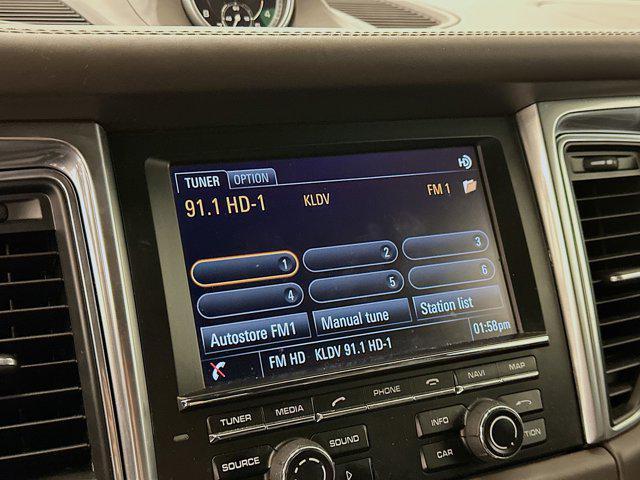 TUNER OPTION HD
91.1 HD-1 KLDV FM 1
1 2 3
4 5 6
Autostore FM1 Manual tune Station list
FM HD KLDV 91.1 HD-1 01:58pm
TUNER MEDIA PHONE NAVI MAP
SOURCE SOUND INFO
CAR